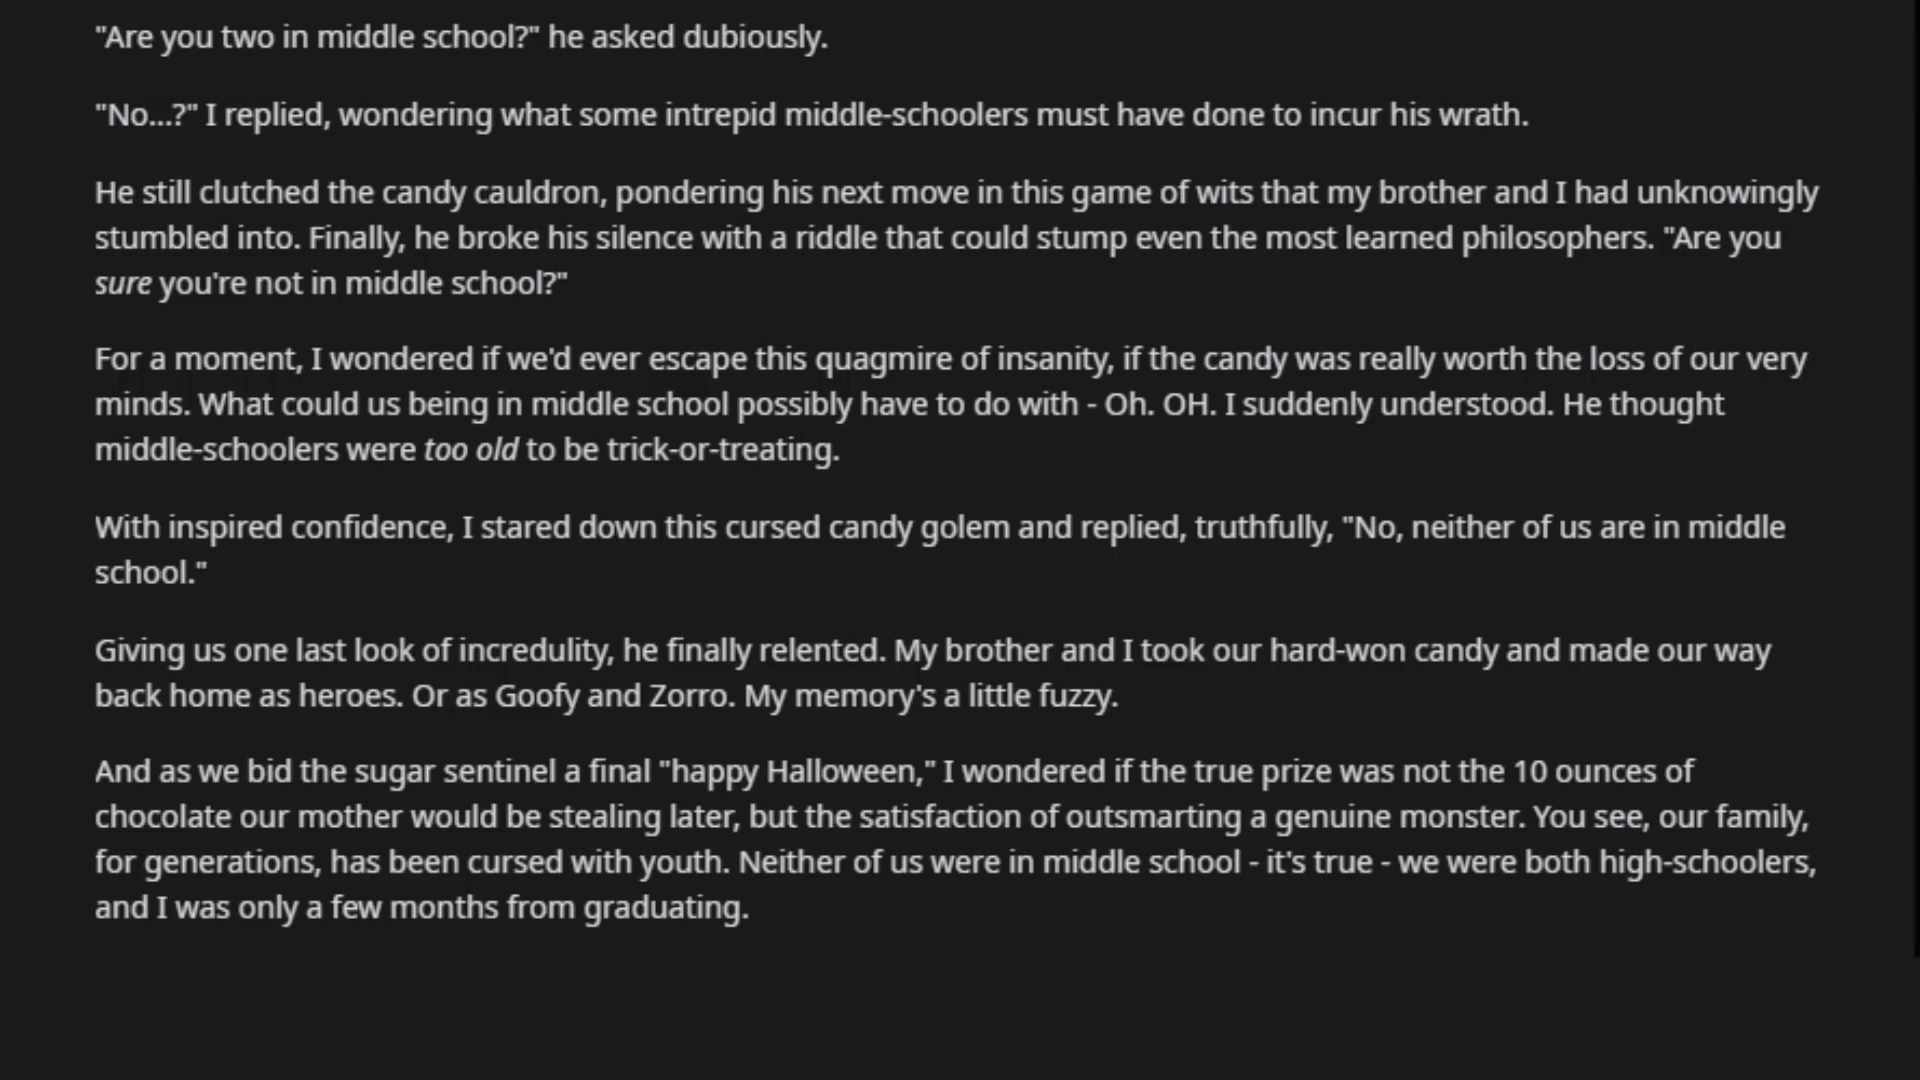 "Are you two in middle school?" he asked dubiously.
"No...?" I replied, wondering what some intrepid middle-schoolers must have done to incur his wrath.
He still clutched the candy cauldron, pondering his next move in this game of wits that my brother and I had unknowingly
stumbled into. Finally, he broke his silence with a riddle that could stump even the most learned philosophers. "Are you
sure you're not in middle school?"
For a moment, I wondered if we'd ever escape this quagmire of insanity, if the candy was really worth the loss of our very
minds. What could us being in middle school possibly have to do with - Oh. OH. I suddenly understood. He thought
middle-schoolers were too old to be trick-or-treating.
With inspired confidence, I stared down this cursed candy golem and replied, truthfully, "No, neither of us are in middle
school."
Giving us one last look of incredulity, he finally relented. My brother and I took our hard-won candy and made our way
back home as heroes. Or as Goofy and Zorro. My memory's a little fuzzy.
And as we bid the sugar sentinel a final "happy Halloween," I wondered if the true prize was not the 10 ounces of
chocolate our mother would be stealing later, but the satisfaction of outsmarting a genuine monster. You see, our family,
for generations, has been cursed with youth. Neither of us were in middle school - it's true - we were both high-schoolers,
and I was only a few months from graduating.